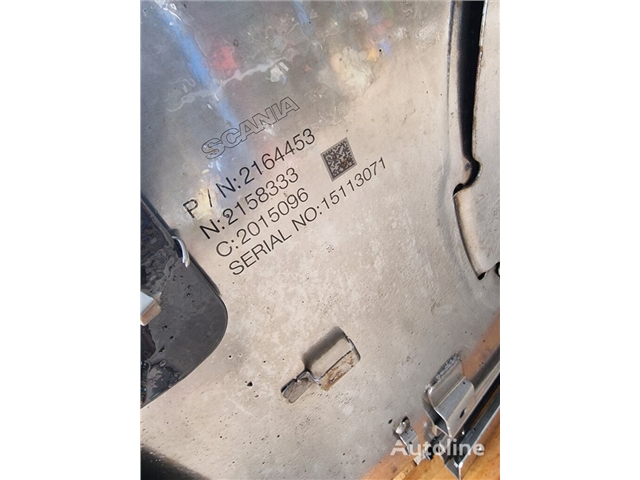 SCANIA
P / N:2164453
N:2158333
C:2015096
SERIAL NO:15113071
Autoline